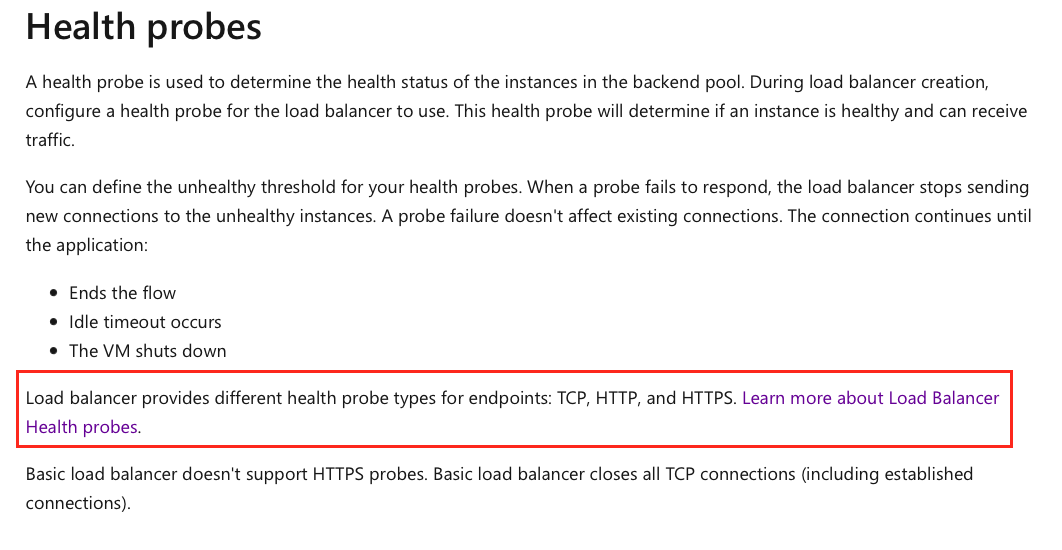 Health probes
A health probe is used to determine the health status of the instances in the backend pool. During load balancer creation,
configure a health probe for the load balancer to use. This health probe will determine if an instance is healthy and can receive
traffic.
You can define the unhealthy threshold for your health probes. When a probe fails to respond, the load balancer stops sending
new connections to the unhealthy instances. A probe failure doesn't affect existing connections. The connection continues until
the application:
• Ends the flow
• Idle timeout occurs
• The VM shuts down
Load balancer provides different health probe types for endpoints: TCP, HTTP, and HTTPS. Learn more about Load Balancer
Health probes.
Basic load balancer doesn't support HTTPS probes. Basic load balancer closes all TCP connections (including established
connections).